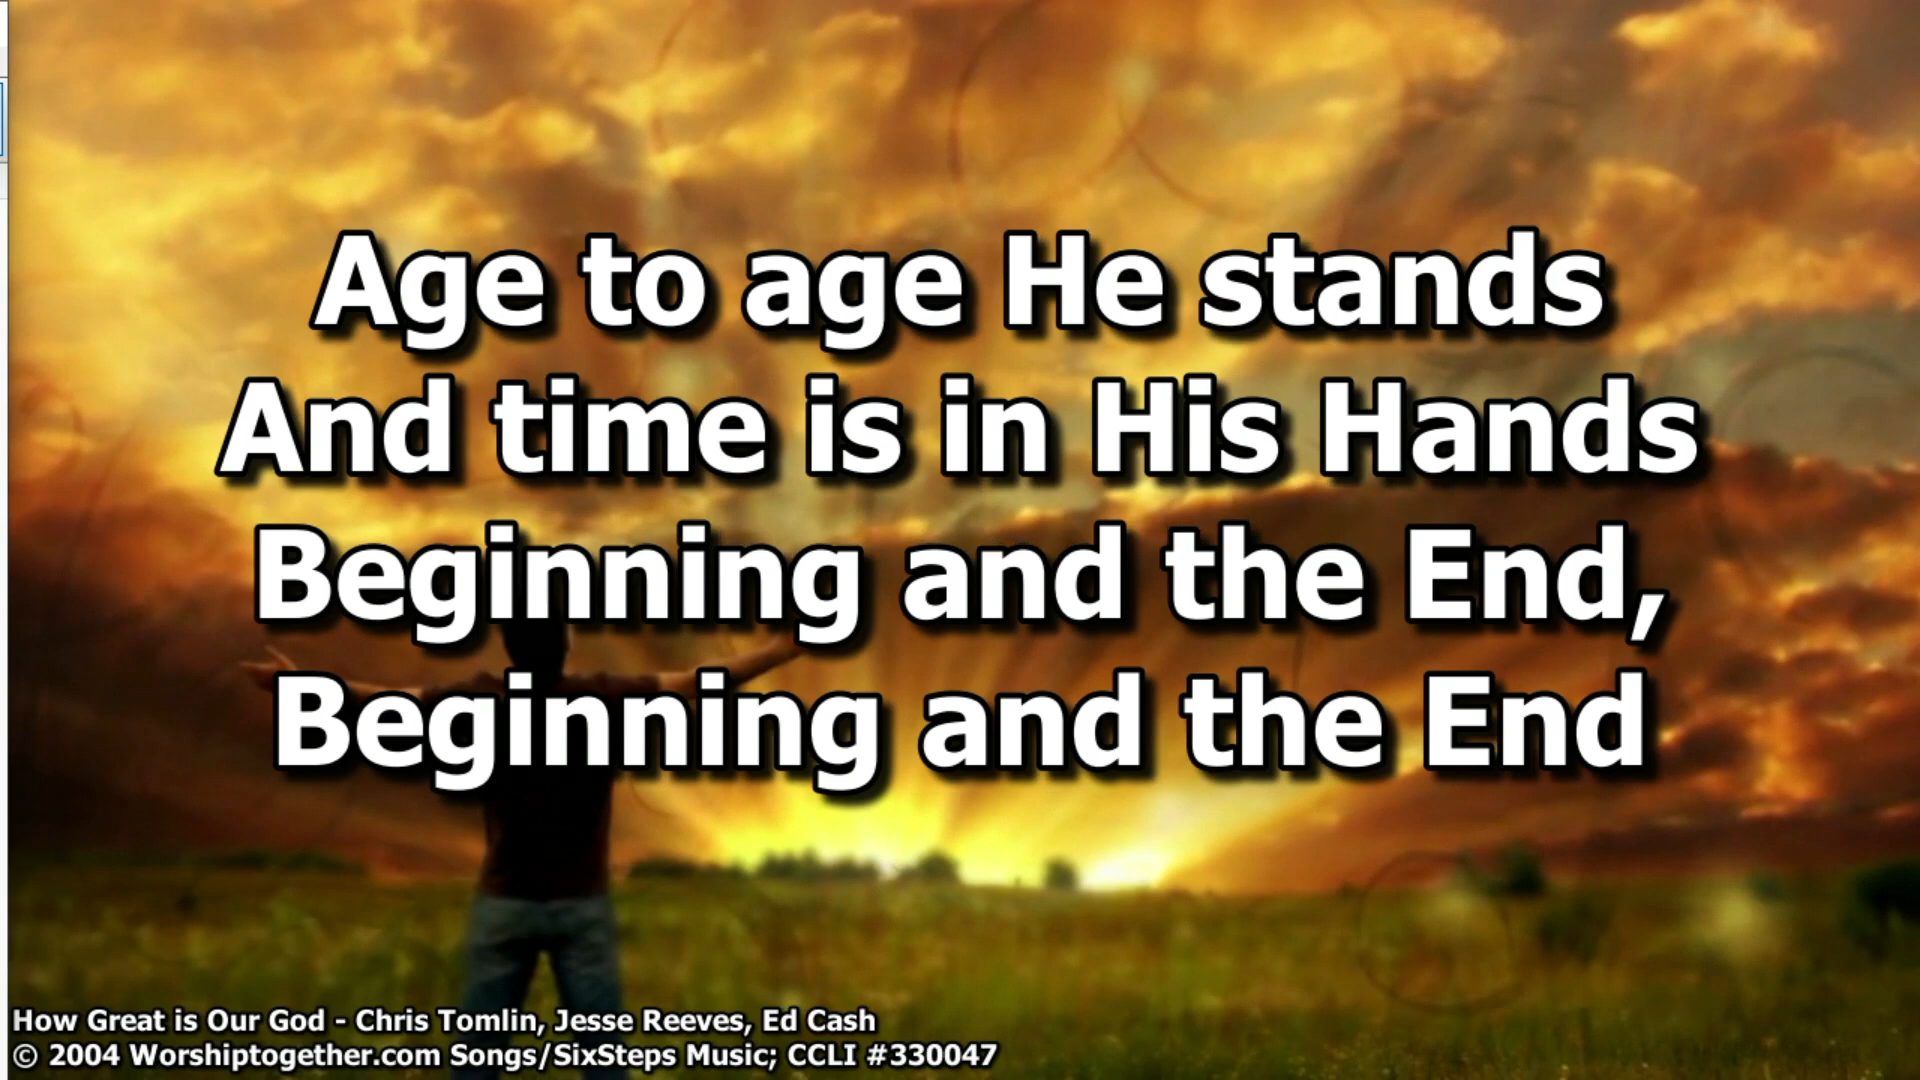 Age to age He stands
And time is in His Hands
Beginning and the End,
Beginning and the End
How Great is Our God - Chris Tomlin, Jesse Reeves, Ed Cash
© 2004 Worshiptogether.com Songs/SixSteps Music; CCLI #330047